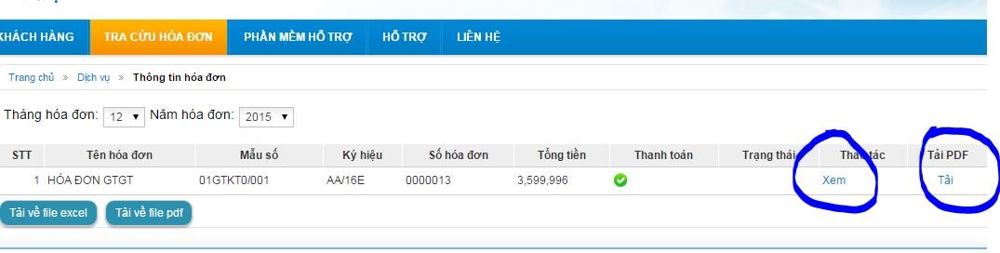 KHÁCH HÀNG TRA CỨU HÓA ĐƠN PHẦN MỀM HỖ TRỢ HỖ TRỢ LIÊN HỆ
Trang chủ » Dịch vụ » Thông tin hóa đơn
Tháng hóa đơn: 12 Năm hóa đơn: 2015
STT Tên hóa đơn Mẫu số Ký hiệu Số hóa đơn Tổng tiền Thanh toán Trạng thái Thao tác Tải PDF
1 HÓA ĐƠN GTGT 01GTKT0/001 AA/16E 0000013 3,599,996 Xem Tải
Tải về file excel Tải về file pdf